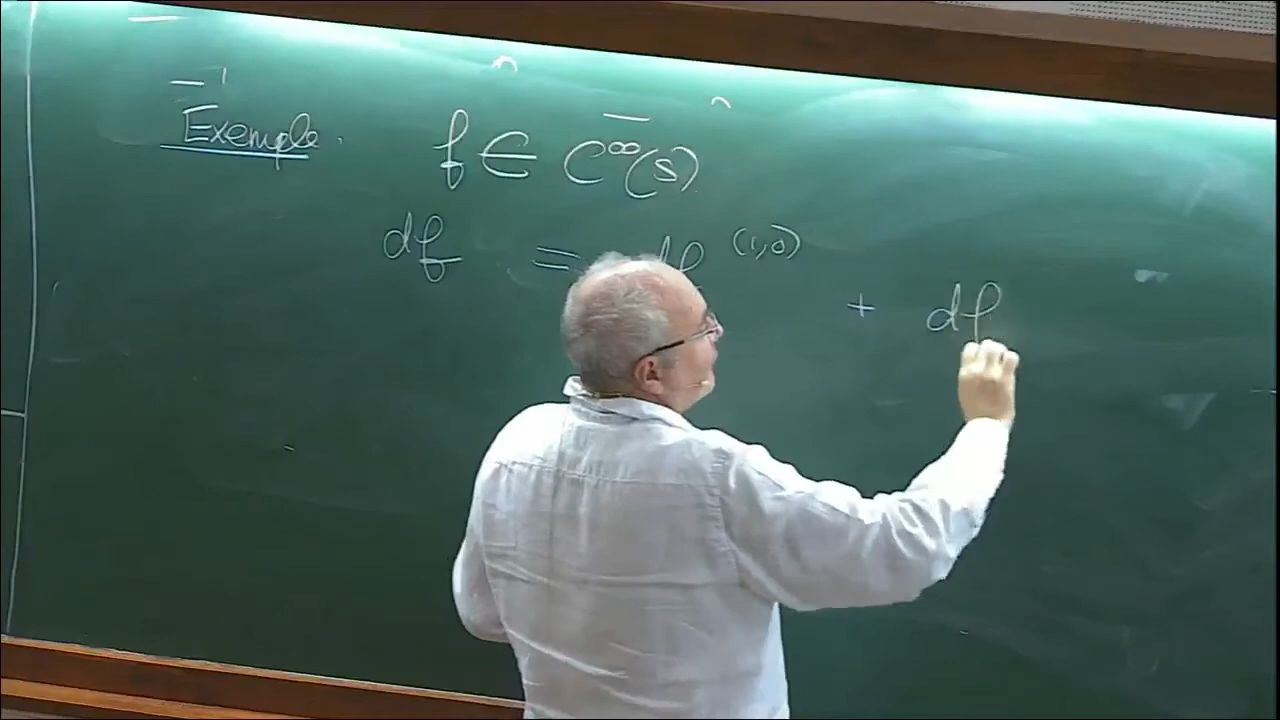 Exemple. f ∈ C^∞(S)
df = df^(1,0) + df